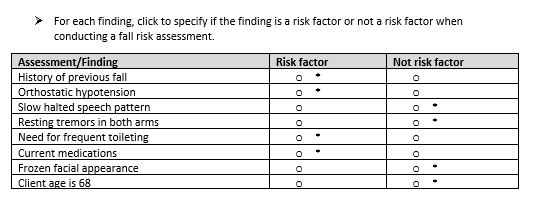 ➢ For each finding, click to specify if the finding is a risk factor or not a risk factor when
conducting a fall risk assessment.
Assessment/Finding Risk factor Not risk factor
History of previous fall o * o
Orthostatic hypotension o * o
Slow halted speech pattern o o *
Resting tremors in both arms o o *
Need for frequent toileting o * o
Current medications o * o
Frozen facial appearance o o *
Client age is 68 o o *